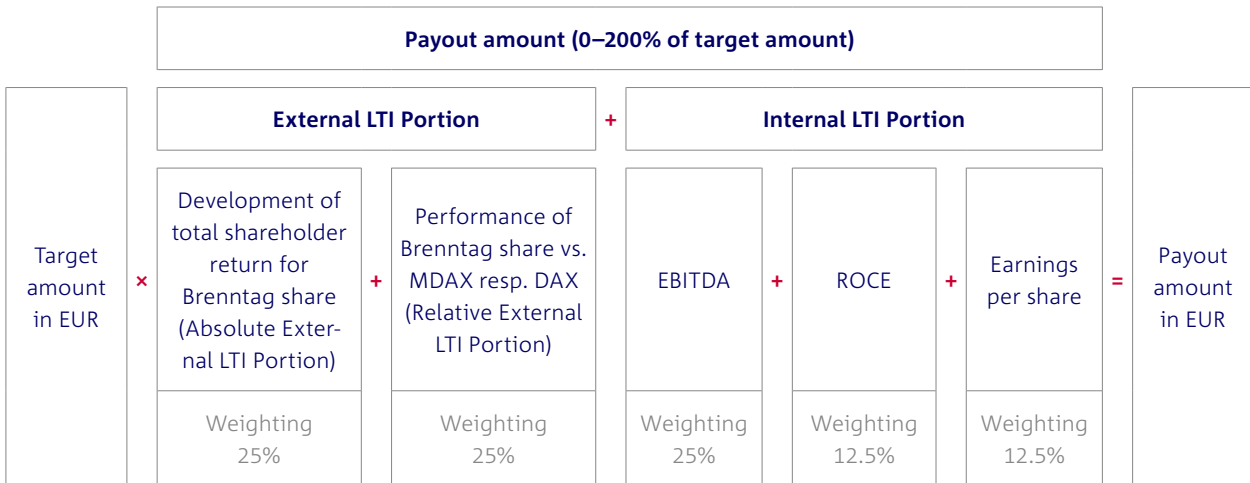 Payout amount (0–200% of target amount)
External LTI Portion
+
Internal LTI Portion
Target
amount
in EUR
×
Development of
total shareholder
return for
Brenntag share
(Absolute Exter-
nal LTI Portion)
+
Performance of
Brenntag share vs.
MDAX resp. DAX
(Relative External
LTI Portion)
EBITDA
+
ROCE
+
Earnings
per share
=
Payout
amount
in EUR
Weighting
25%
Weighting
25%
Weighting
25%
Weighting
12.5%
Weighting
12.5%